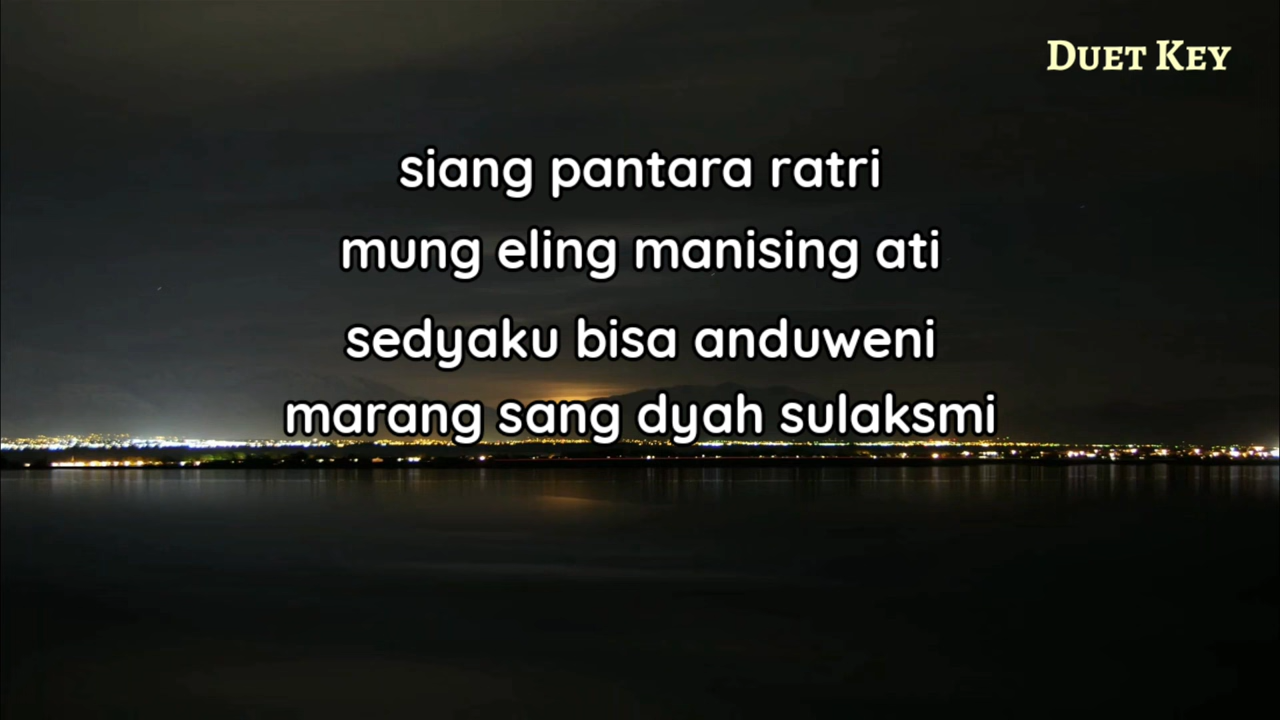 Duet Key
siang pantara ratri
mung eling manising ati
sedyaku bisa anduweni
marang sang dyah sulaksmi